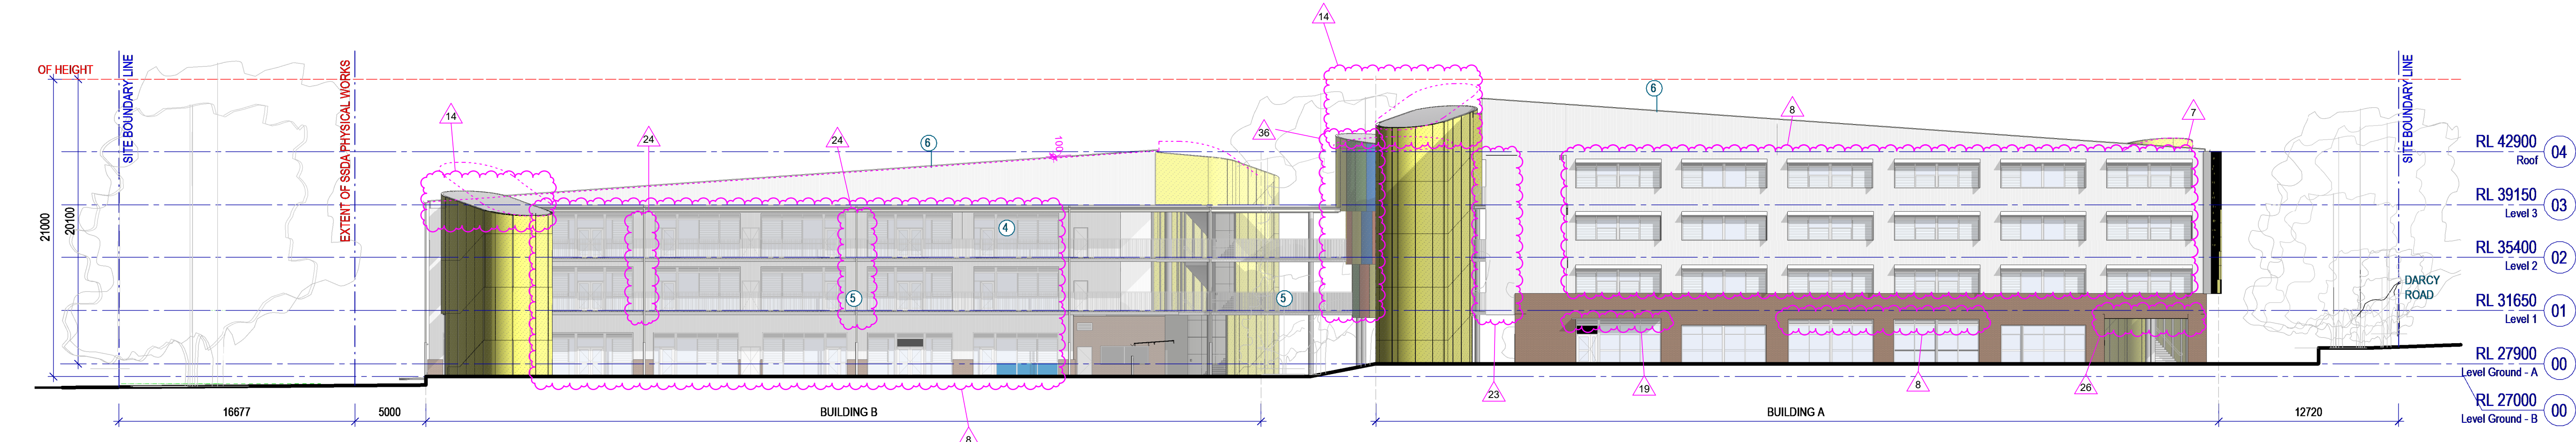 14
OF HEIGHT
SITE BOUNDARY LINE
EXTENT OF SSDA PHYSICAL WORKS
14
24
24
6
36
6
8
7
SITE BOUNDARY LINE
RL 42900
04
Roof
RL 39150
03
Level 3
RL 35400
02
Level 2
RL 31650
01
Level 1
RL 27900
00
Level Ground - A
RL 27000
00
Level Ground - B
21000
20100
4
5
5
DARCY
ROAD
23
19
8
26
16677
5000
BUILDING B
BUILDING A
12720
8